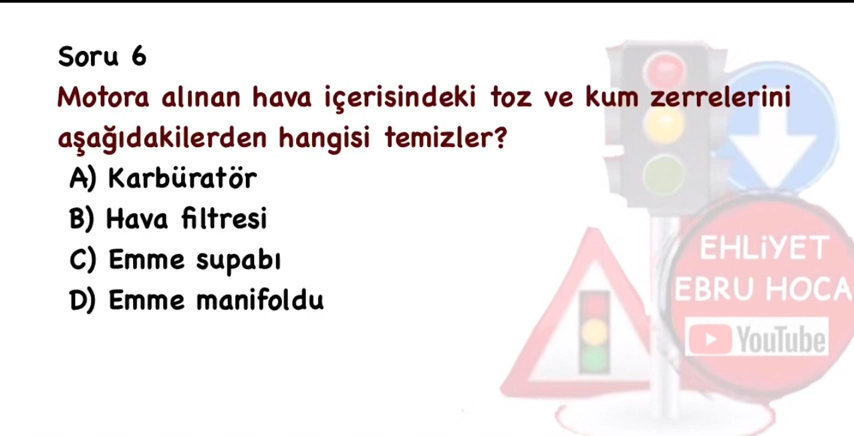 Soru 6
Motora alınan hava içerisindeki toz ve kum zerrelerini
aşağıdakilerden hangisi temizler?
A) Karbüratör
B) Hava filtresi
C) Emme supabı
D) Emme manifoldu
EHLİYET
EBRU HOCA
YouTube